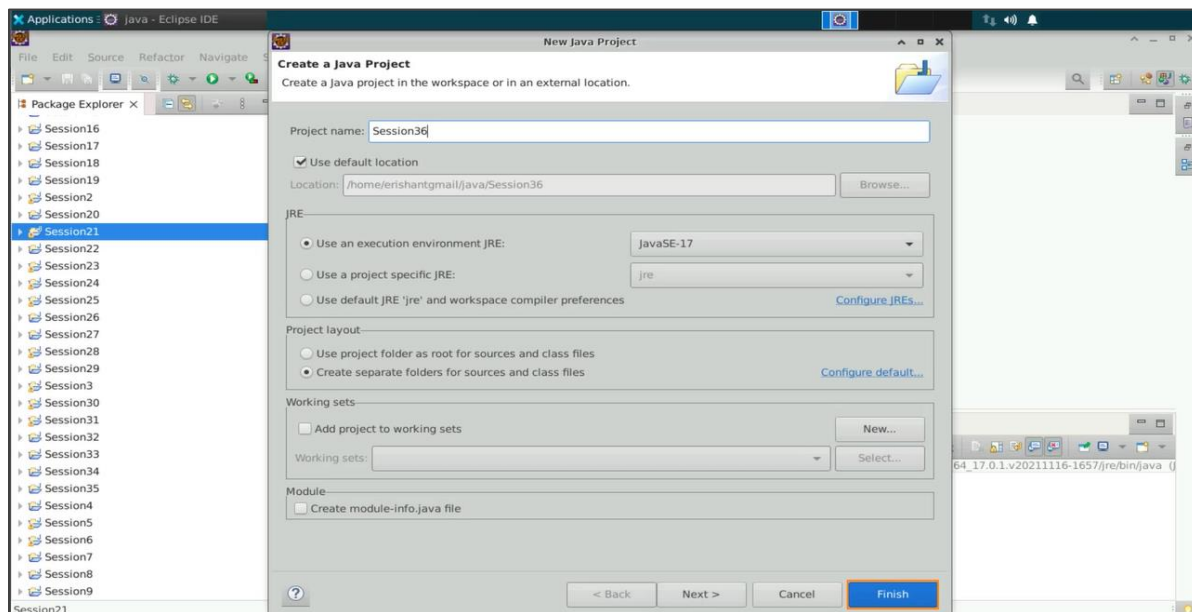 Applications
java - Eclipse IDE
File Edit Source Refactor Navigate
Package Explorer
Session16
Session17
Session18
Session19
Session2
Session20
Session21
Session22
Session23
Session24
Session25
Session26
Session27
Session28
Session29
Session3
Session30
Session31
Session32
Session33
Session34
Session35
Session4
Session5
Session6
Session7
Session8
Session9
Session21
New Java Project
Create a Java Project
Create a Java project in the workspace or in an external location.
Project name: Session36
Use default location
Location: /home/erishantgmail/java/Session36 Browse...
JRE
Use an execution environment JRE: JavaSE-17
Use a project specific JRE: jre
Use default JRE 'jre' and workspace compiler preferences Configure JREs...
Project layout
Use project folder as root for sources and class files
Create separate folders for sources and class files Configure default...
Working sets
Add project to working sets New...
Working sets: Select...
Module
Create module-info.java file
? < Back Next > Cancel Finish
64_17.0.1.v20211116-1657/jre/bin/java (J